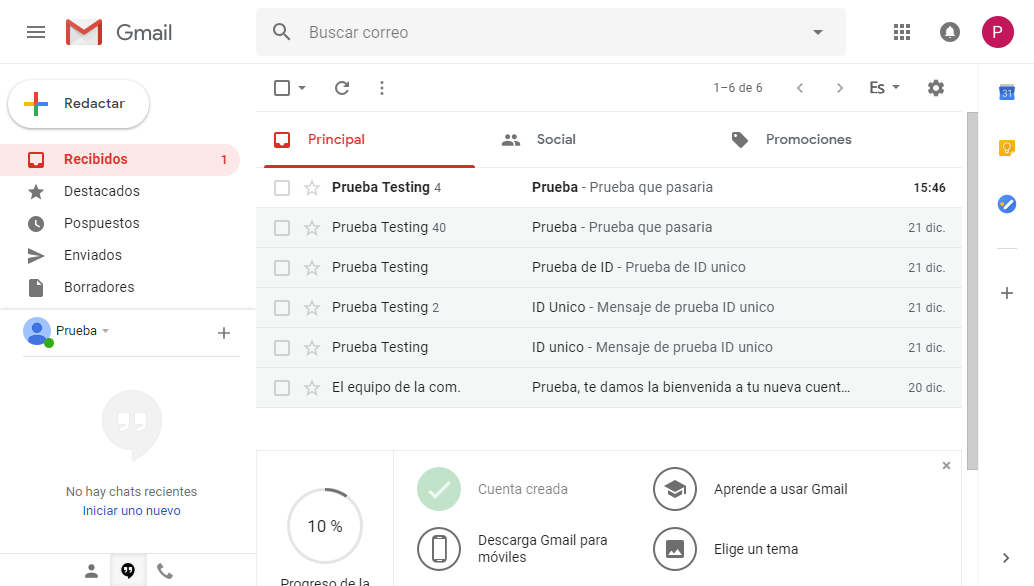 Gmail
Buscar correo
P
Redactar
1–6 de 6
Es
31
Recibidos 1
Destacados
Pospuestos
Enviados
Borradores
Principal
Social
Promociones
Prueba Testing 4 Prueba - Prueba que pasaria 15:46
Prueba Testing 40 Prueba - Prueba que pasaria 21 dic.
Prueba Testing Prueba de ID - Prueba de ID unico 21 dic.
Prueba Testing 2 ID Unico - Mensaje de prueba ID unico 21 dic.
Prueba Testing ID unico - Mensaje de prueba ID unico 21 dic.
El equipo de la com. Prueba, te damos la bienvenida a tu nueva cuent... 20 dic.
Prueba
No hay chats recientes
Iniciar uno nuevo
10 %
Progreso de la
Cuenta creada
Aprende a usar Gmail
Descarga Gmail para
móviles
Elige un tema